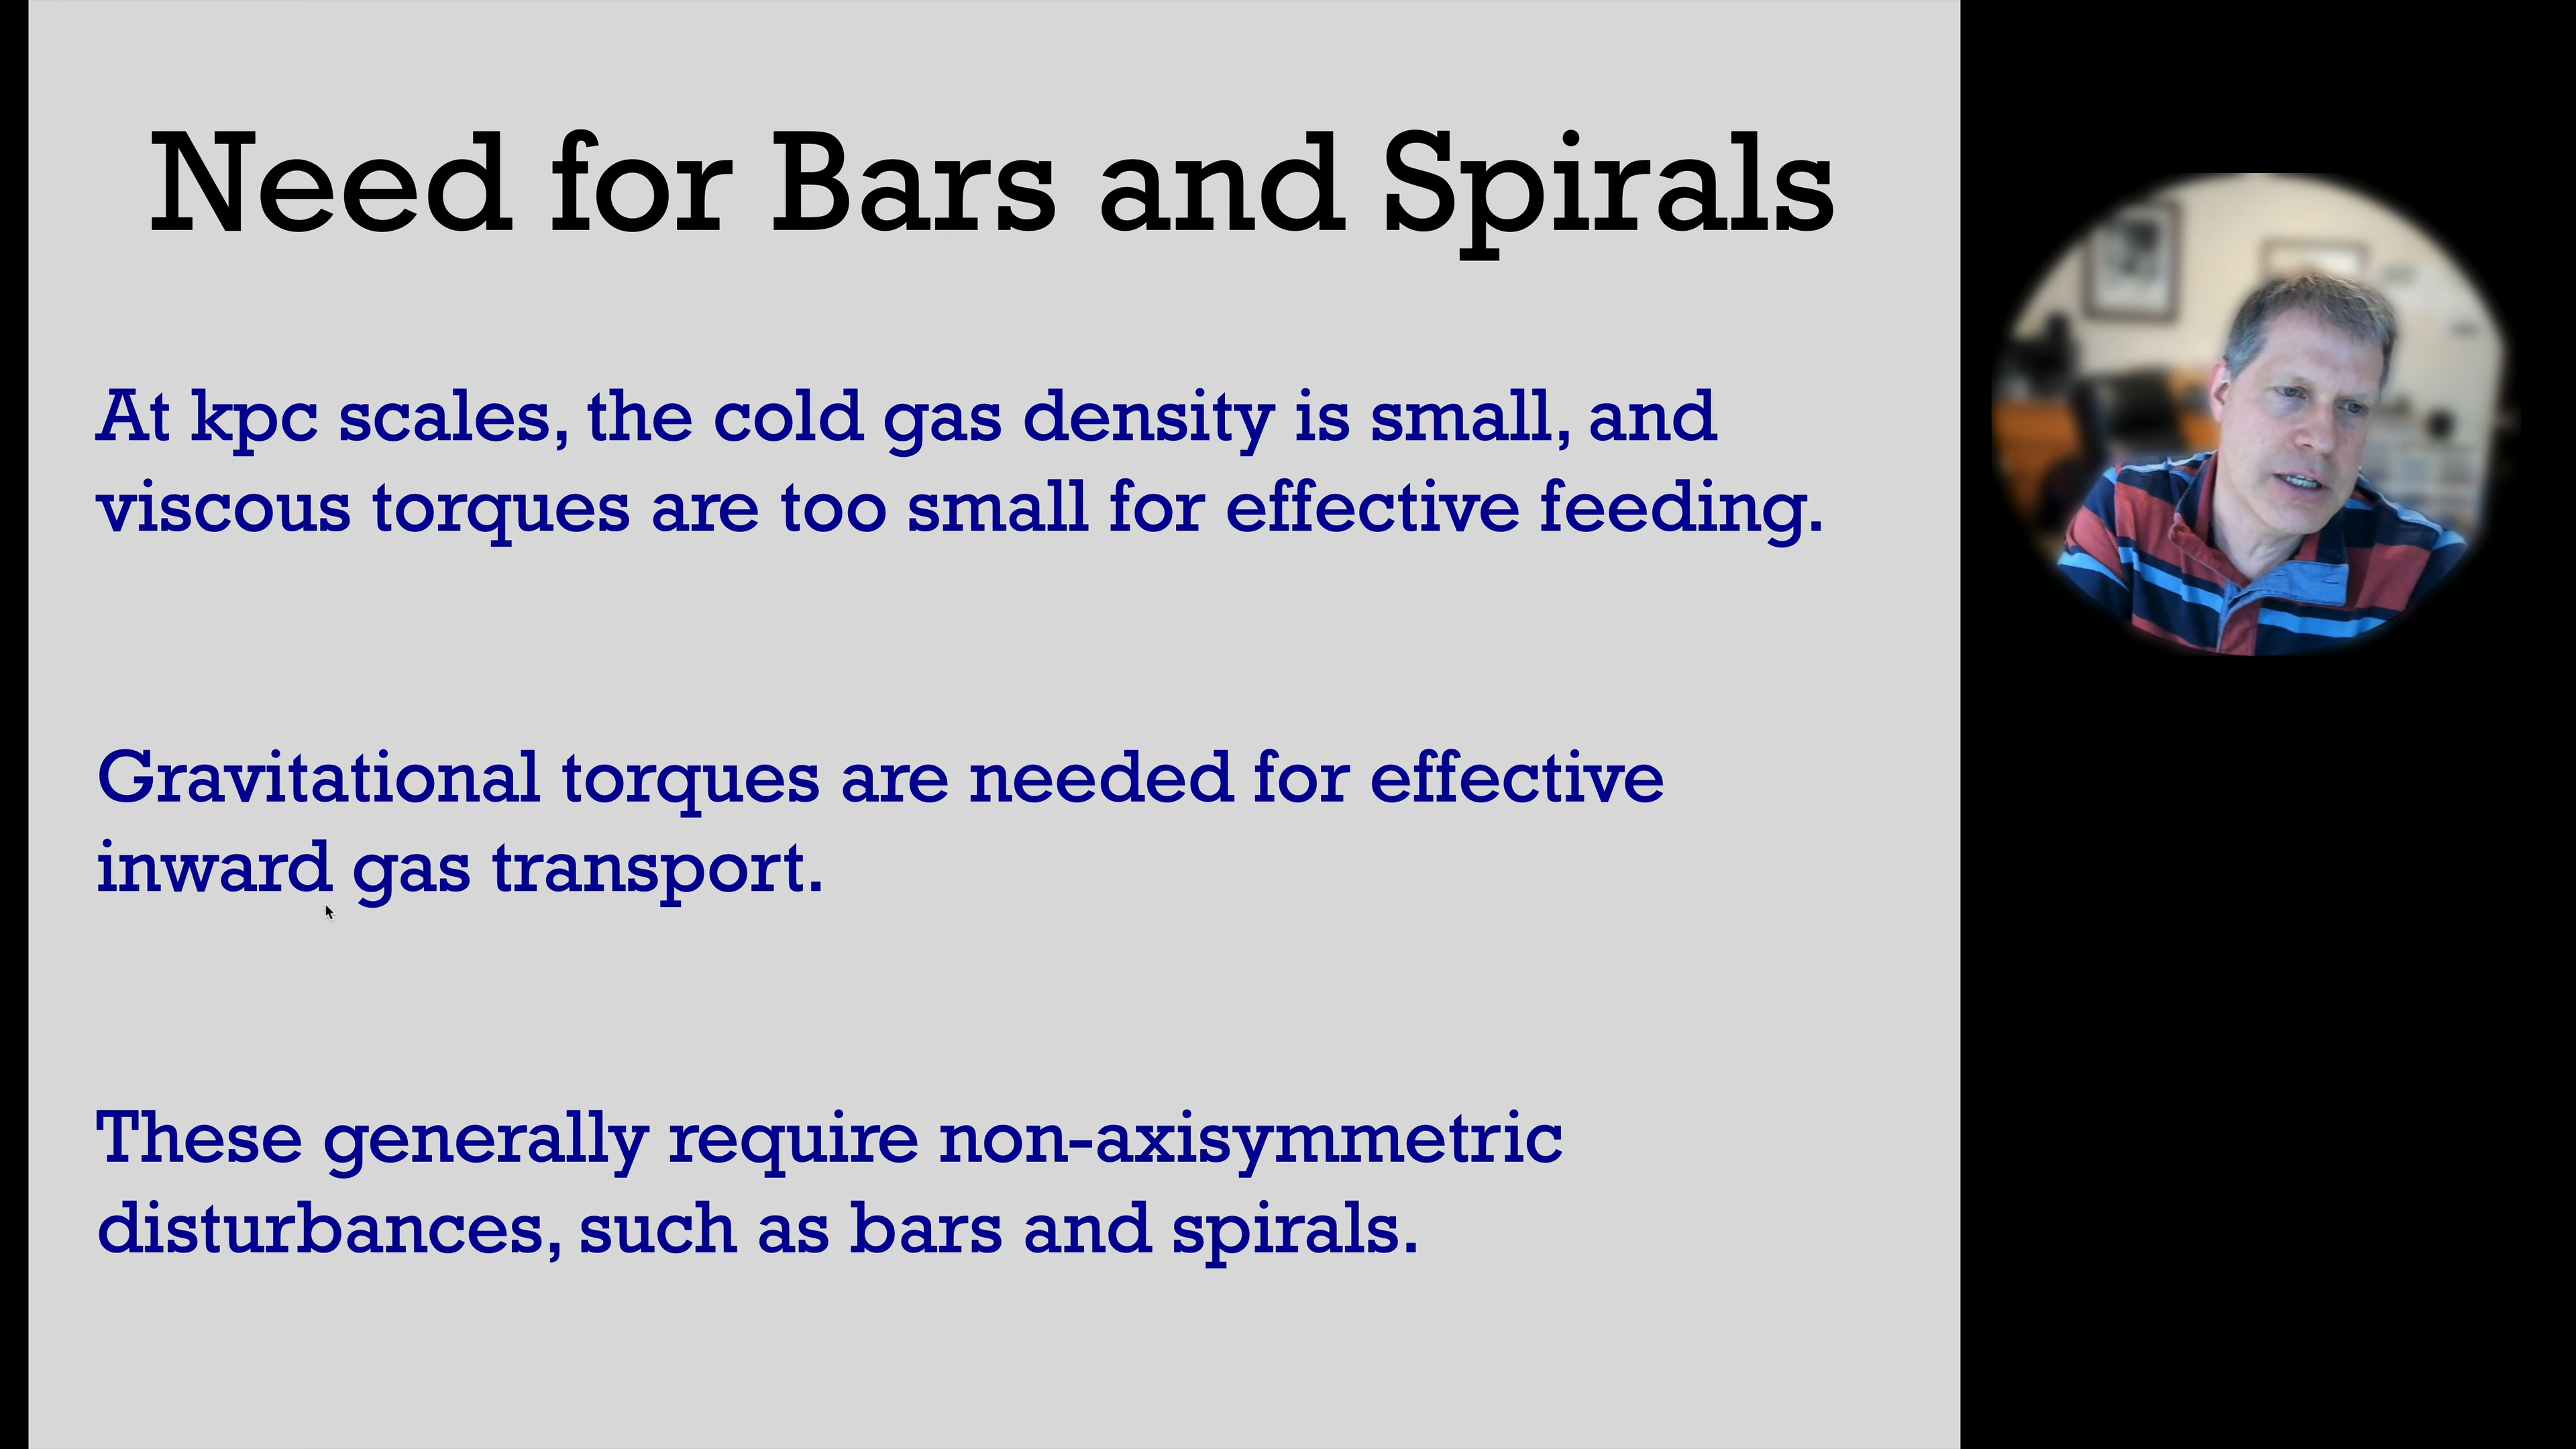 Need for Bars and Spirals
At kpc scales, the cold gas density is small, and
viscous torques are too small for effective feeding.
Gravitational torques are needed for effective
inward gas transport.
These generally require non-axisymmetric
disturbances, such as bars and spirals.